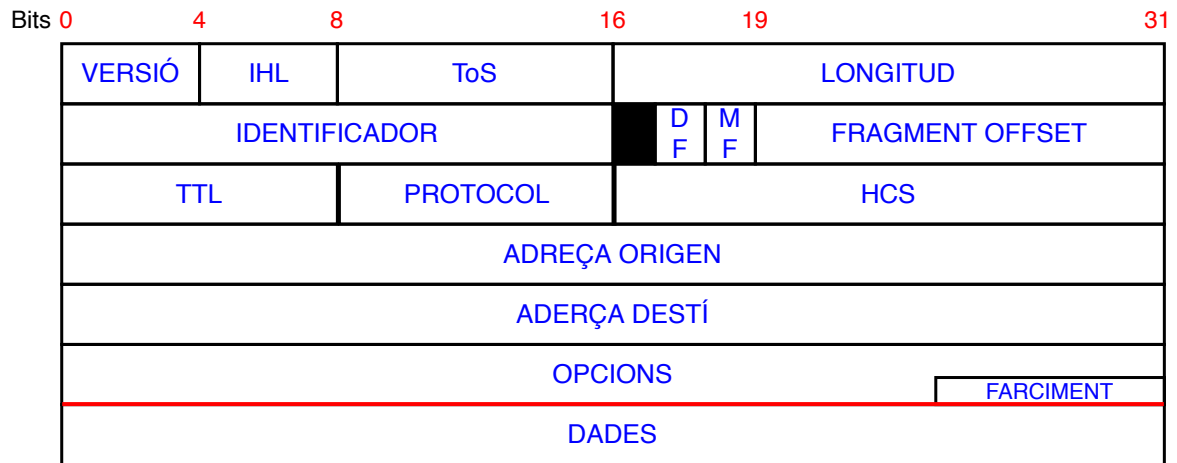 Bits 0 4 8 16 19 31
VERSIÓ IHL ToS LONGITUD
IDENTIFICADOR D F M F FRAGMENT OFFSET
TTL PROTOCOL HCS
ADREÇA ORIGEN
ADERÇA DESTÍ
OPCIONS
FARCIMENT
DADES